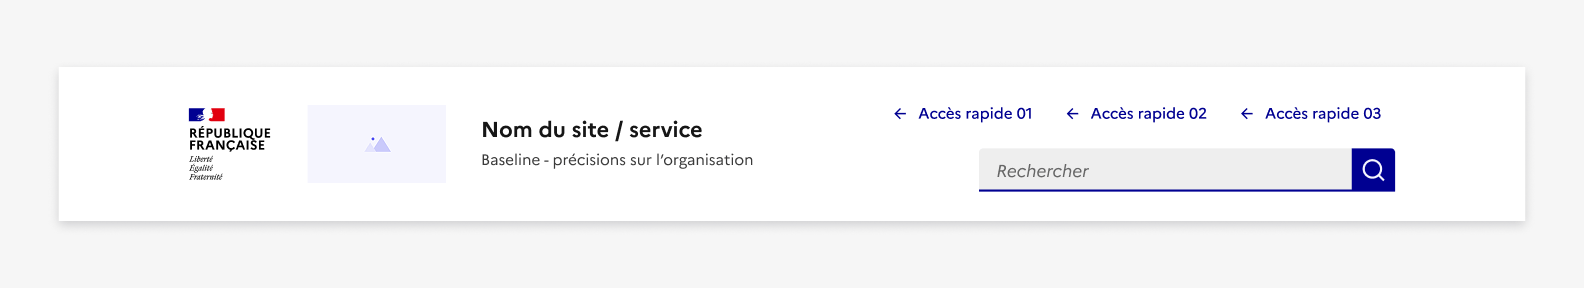 RÉPUBLIQUE
FRANÇAISE
Liberté
Égalité
Fraternité
Nom du site / service
Baseline - précisions sur l’organisation
Accès rapide 01
Accès rapide 02
Accès rapide 03
Rechercher